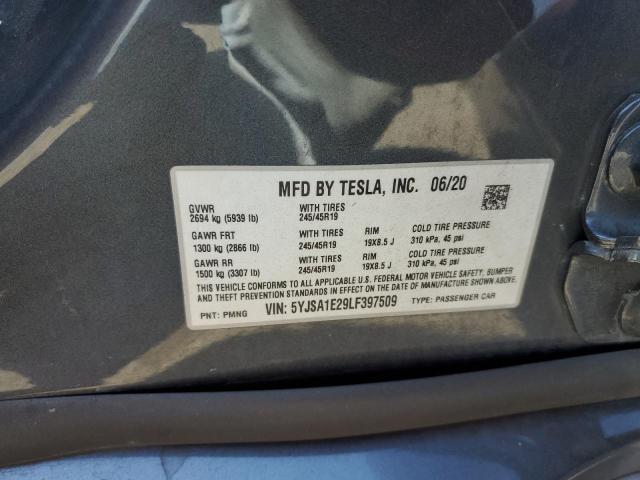 MFD BY TESLA, INC. 06/20
GVWR WITH TIRES
2694 kg (5939 lb) 245/45R19
GAWR FRT WITH TIRES RIM COLD TIRE PRESSURE
1300 kg (2866 lb) 245/45R19 19X8.5 J 310 kPa, 45 psi
GAWR RR WITH TIRES RIM COLD TIRE PRESSURE
1500 kg (3307 lb) 245/45R19 19X8.5 J 310 kPa, 45 psi
THIS VEHICLE CONFORMS TO ALL APPLICABLE U.S. FEDERAL MOTOR VEHICLE SAFETY, BUMPER
AND THEFT PREVENTION STANDARDS IN EFFECT ON THE DATE OF MANUFACTURE SHOWN ABOVE.
PNT: PMNG VIN: 5YJSA1E29LF397509 TYPE: PASSENGER CAR